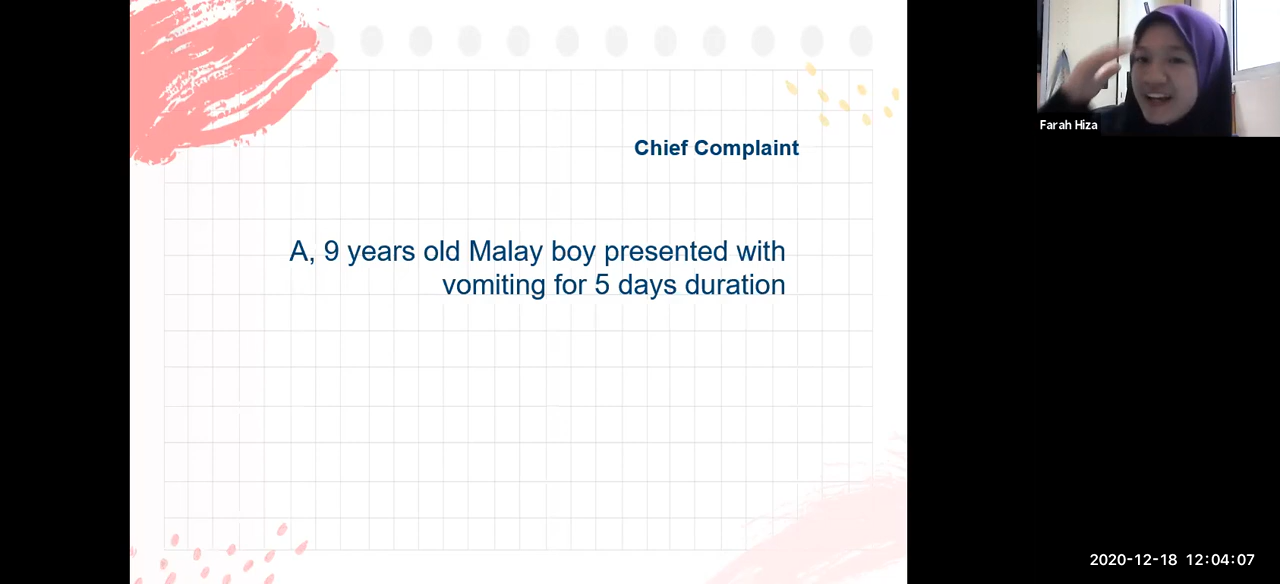 Chief Complaint
A, 9 years old Malay boy presented with
vomiting for 5 days duration
Farah Hiza
2020-12-18 12:04:07